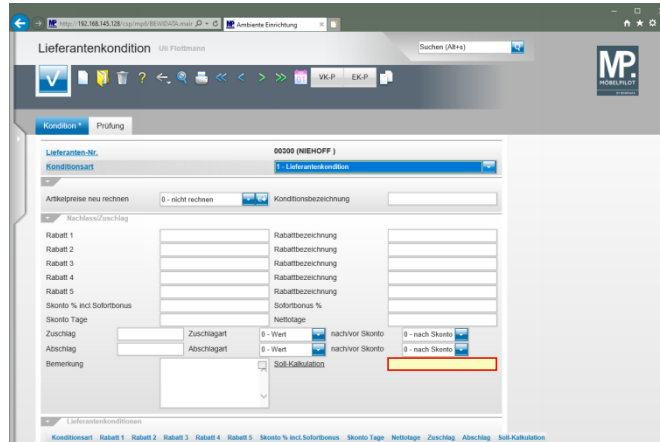 http://192.168.145.128/csp/mpli/BEWIDATA.mwx
Ambiente Einrichtung
Lieferantenkondition Uli Flottmann
Suchen (Alt+s)
VK-P EK-P
MP.
MÖBELPILOT
Kondition * Prüfung
Lieferanten-Nr. 00300 (NIEHOFF )
Konditionsart 1 - Lieferantenkondition
Artikelpreise neu rechnen 0 - nicht rechnen Konditionsbezeichnung
Nachlass/Zuschlag
Rabatt 1 Rabattbezeichnung
Rabatt 2 Rabattbezeichnung
Rabatt 3 Rabattbezeichnung
Rabatt 4 Rabattbezeichnung
Rabatt 5 Rabattbezeichnung
Skonto % incl.Sofortbonus Sofortbonus %
Skonto Tage Nettotage
Zuschlag Zuschlagart 0 - Wert nach/vor Skonto 0 - nach Skonto
Abschlag Abschlagart 0 - Wert nach/vor Skonto 0 - nach Skonto
Bemerkung Soll-Kalkulation
Lieferantenkonditionen
Konditionsart Rabatt 1 Rabatt 2 Rabatt 3 Rabatt 4 Rabatt 5 Skonto % incl.Sofortbonus Skonto Tage Nettotage Zuschlag Abschlag Soll-Kalkulation